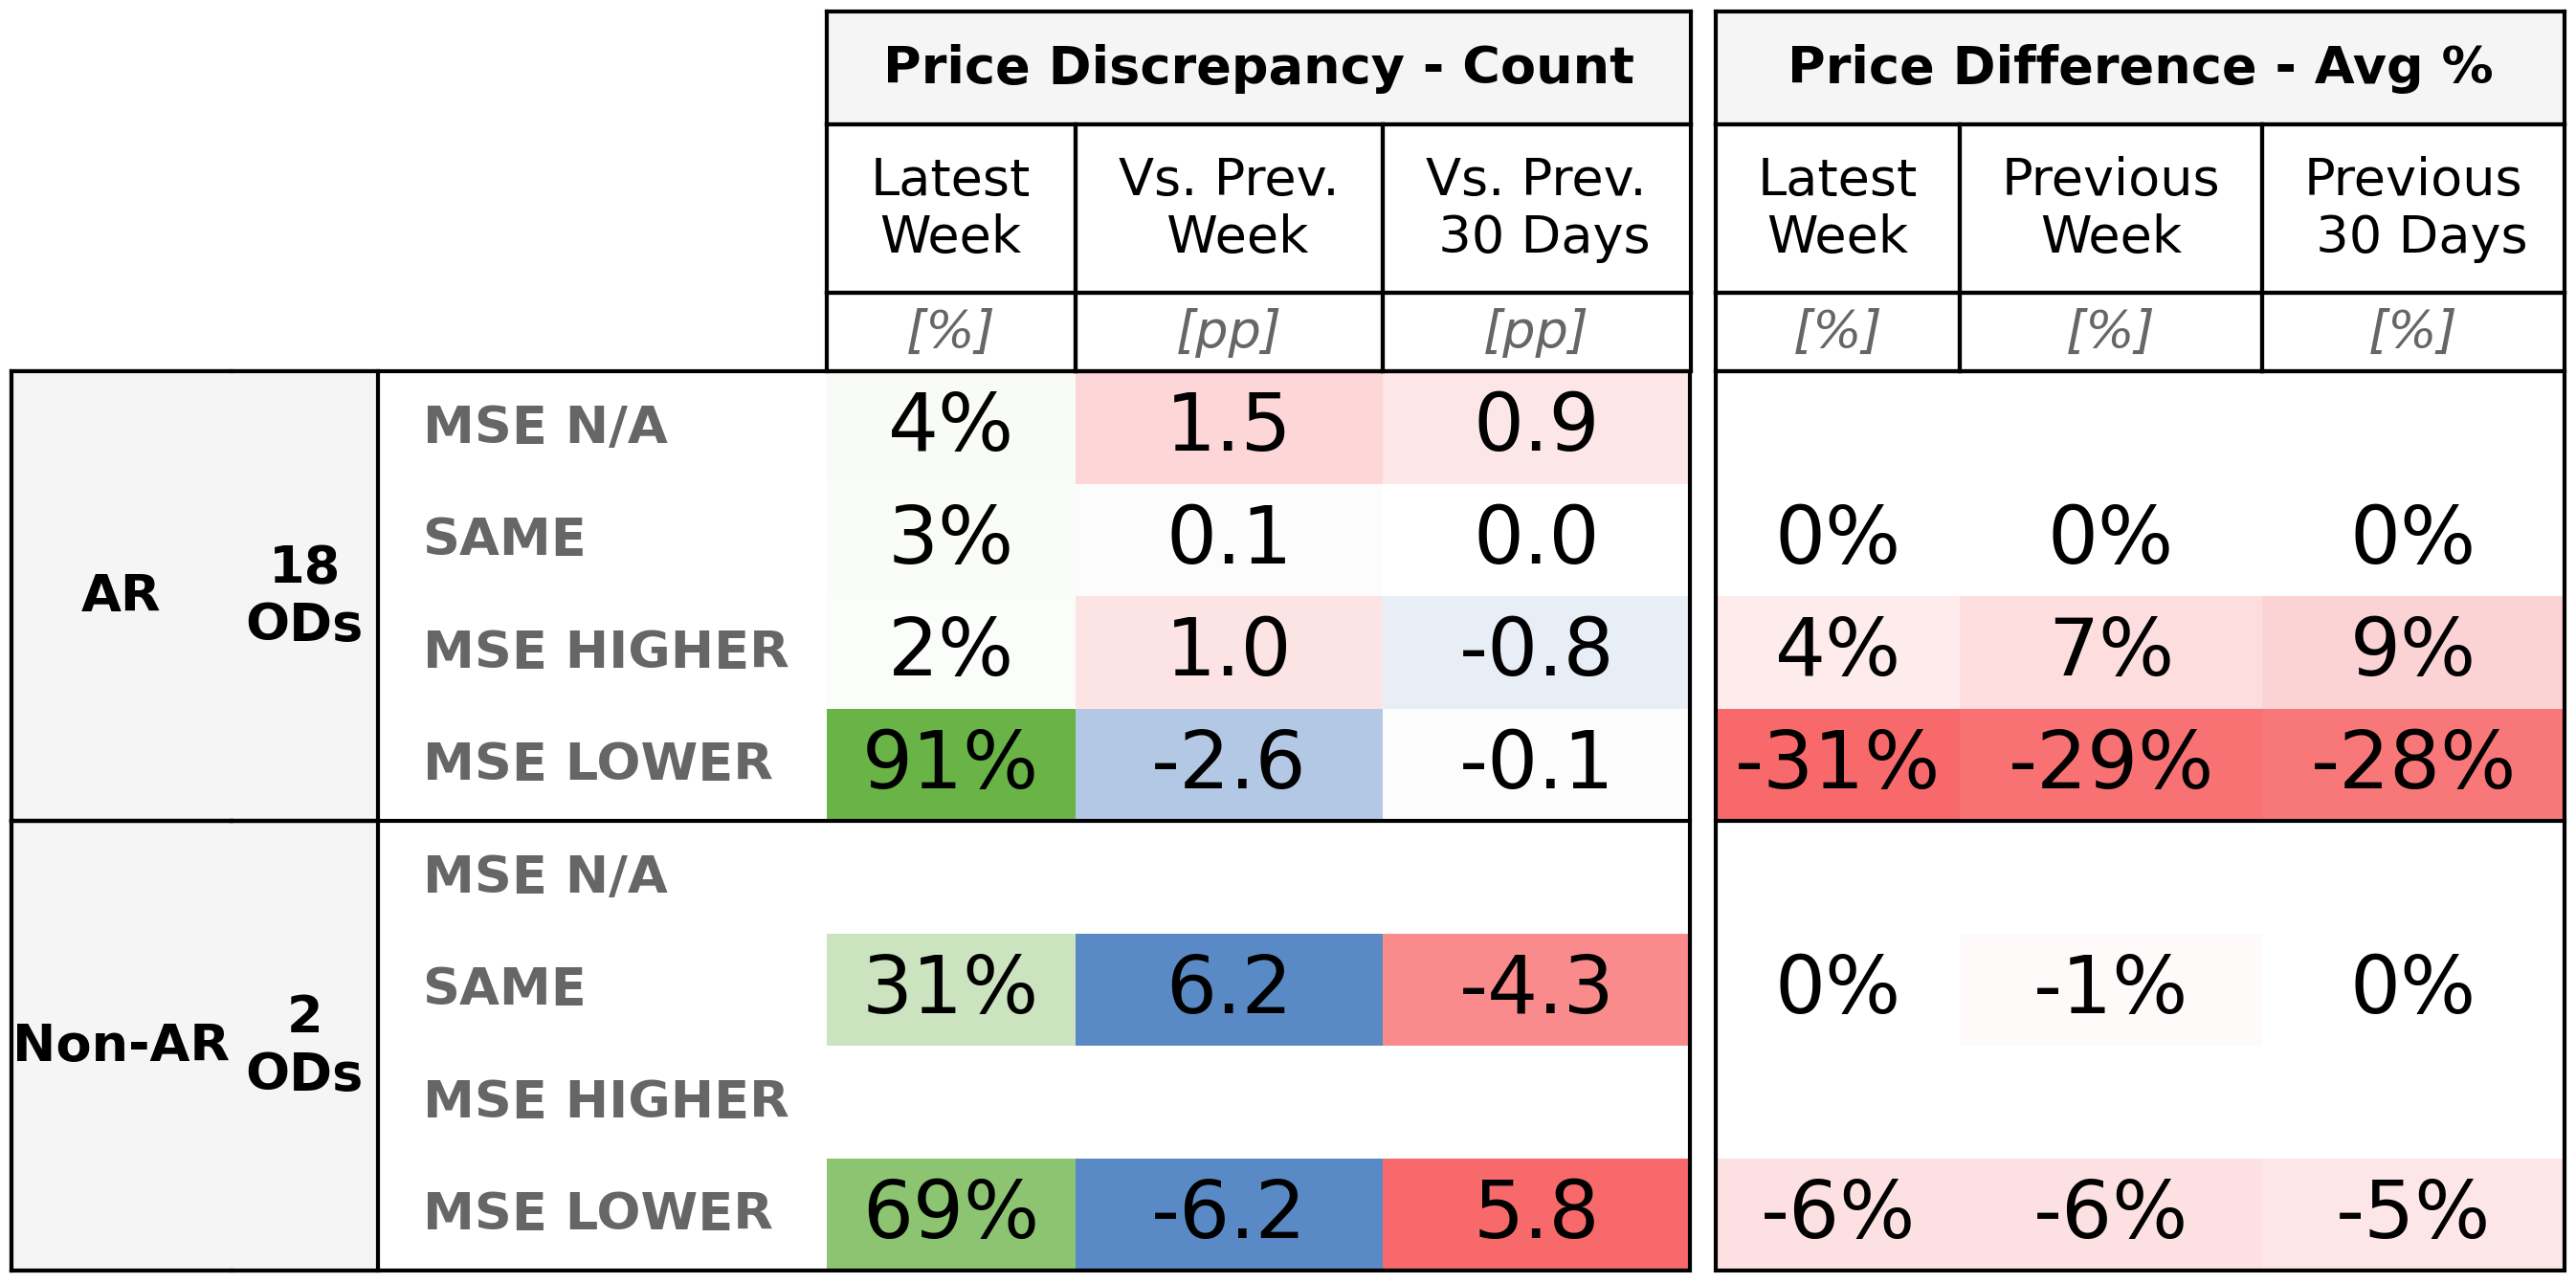 Price Discrepancy - Count Price Difference - Avg %
Latest Week Vs. Prev. Week Vs. Prev. 30 Days Latest Week Previous Week Previous 30 Days
[%] [pp] [pp] [%] [%] [%]
AR 18 ODs
MSE N/A 4% 1.5 0.9
SAME 3% 0.1 0.0 0% 0% 0%
MSE HIGHER 2% 1.0 -0.8 4% 7% 9%
MSE LOWER 91% -2.6 -0.1 -31% -29% -28%
Non-AR 2 ODs
MSE N/A
SAME 31% 6.2 -4.3 0% -1% 0%
MSE HIGHER
MSE LOWER 69% -6.2 5.8 -6% -6% -5%